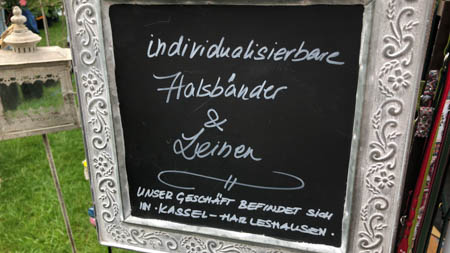 individualisierbare
Halsbänder
&
Leinen
UNSER GESCHÄFT BEFINDET SICH
IN KASSEL-HARLESHAUSEN.